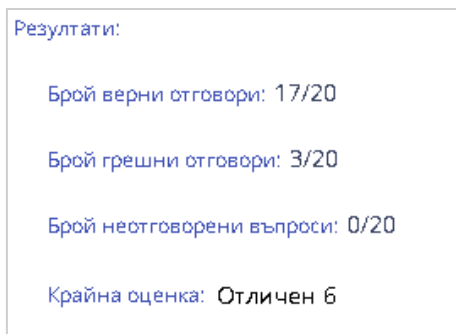 Резултати:
Брой верни отговори: 17/20
Брой грешни отговори: 3/20
Брой неотговорени въпроси: 0/20
Крайна оценка: Отличен 6